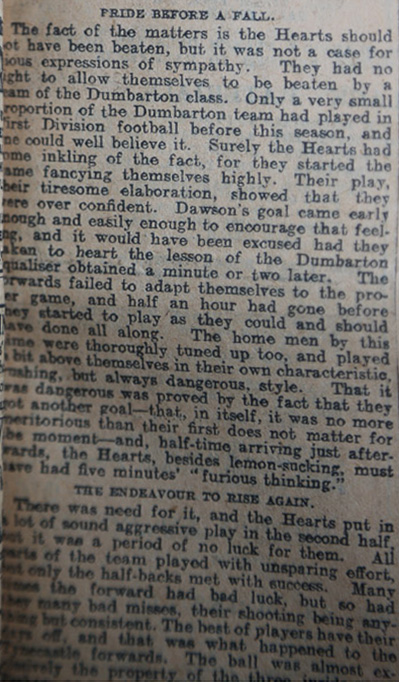 PRIDE BEFORE A FALL.
The fact of the matters is the Hearts should
ot have been beaten, but it was not a case for
ious expressions of sympathy. They had no
ght to allow themselves to be beaten by a
eam of the Dumbarton class. Only a very small
roportion of the Dumbarton team had played in
irst Division football before this season, and
ne could well believe it. Surely the Hearts had
ome inkling of the fact, for they started the
ame fancying themselves highly. Their play,
heir tiresome elaboration, showed that they
ere over confident. Dawson's goal came early
nough and easily enough to encourage that feel-
ng, and it would have been excused had they
aken to heart the lesson of the Dumbarton
qualiser obtained a minute or two later. The
orwards failed to adapt themselves to the pro-
er game, and half an hour had gone before
hey started to play as they could and should
ave done all along. The home men by this
ime were thoroughly tuned up too, and played
bit above themselves in their own characteristic,
ushing, but always dangerous, style. That it
was dangerous was proved by the fact that they
got another goal—that, in itself, it was no more
meritorious than their first does not matter for
he moment—and, half-time arriving just after-
wards, the Hearts, besides lemon-sucking, must
ave had five minutes' "furious thinking."
THE ENDEAVOUR TO RISE AGAIN.
There was need for it, and the Hearts put in
a lot of sound aggressive play in the second half,
ut it was a period of no luck for them. All
arts of the team played with unsparing effort,
ut only the half-backs met with success. Many
imes the forward had bad luck, but so had
hey many bad misses, their shooting being any-
hing but consistent. The best of players have their
ays off, and that was what happened to the
ynecastle forwards. The ball was almost ex-
the property of the three